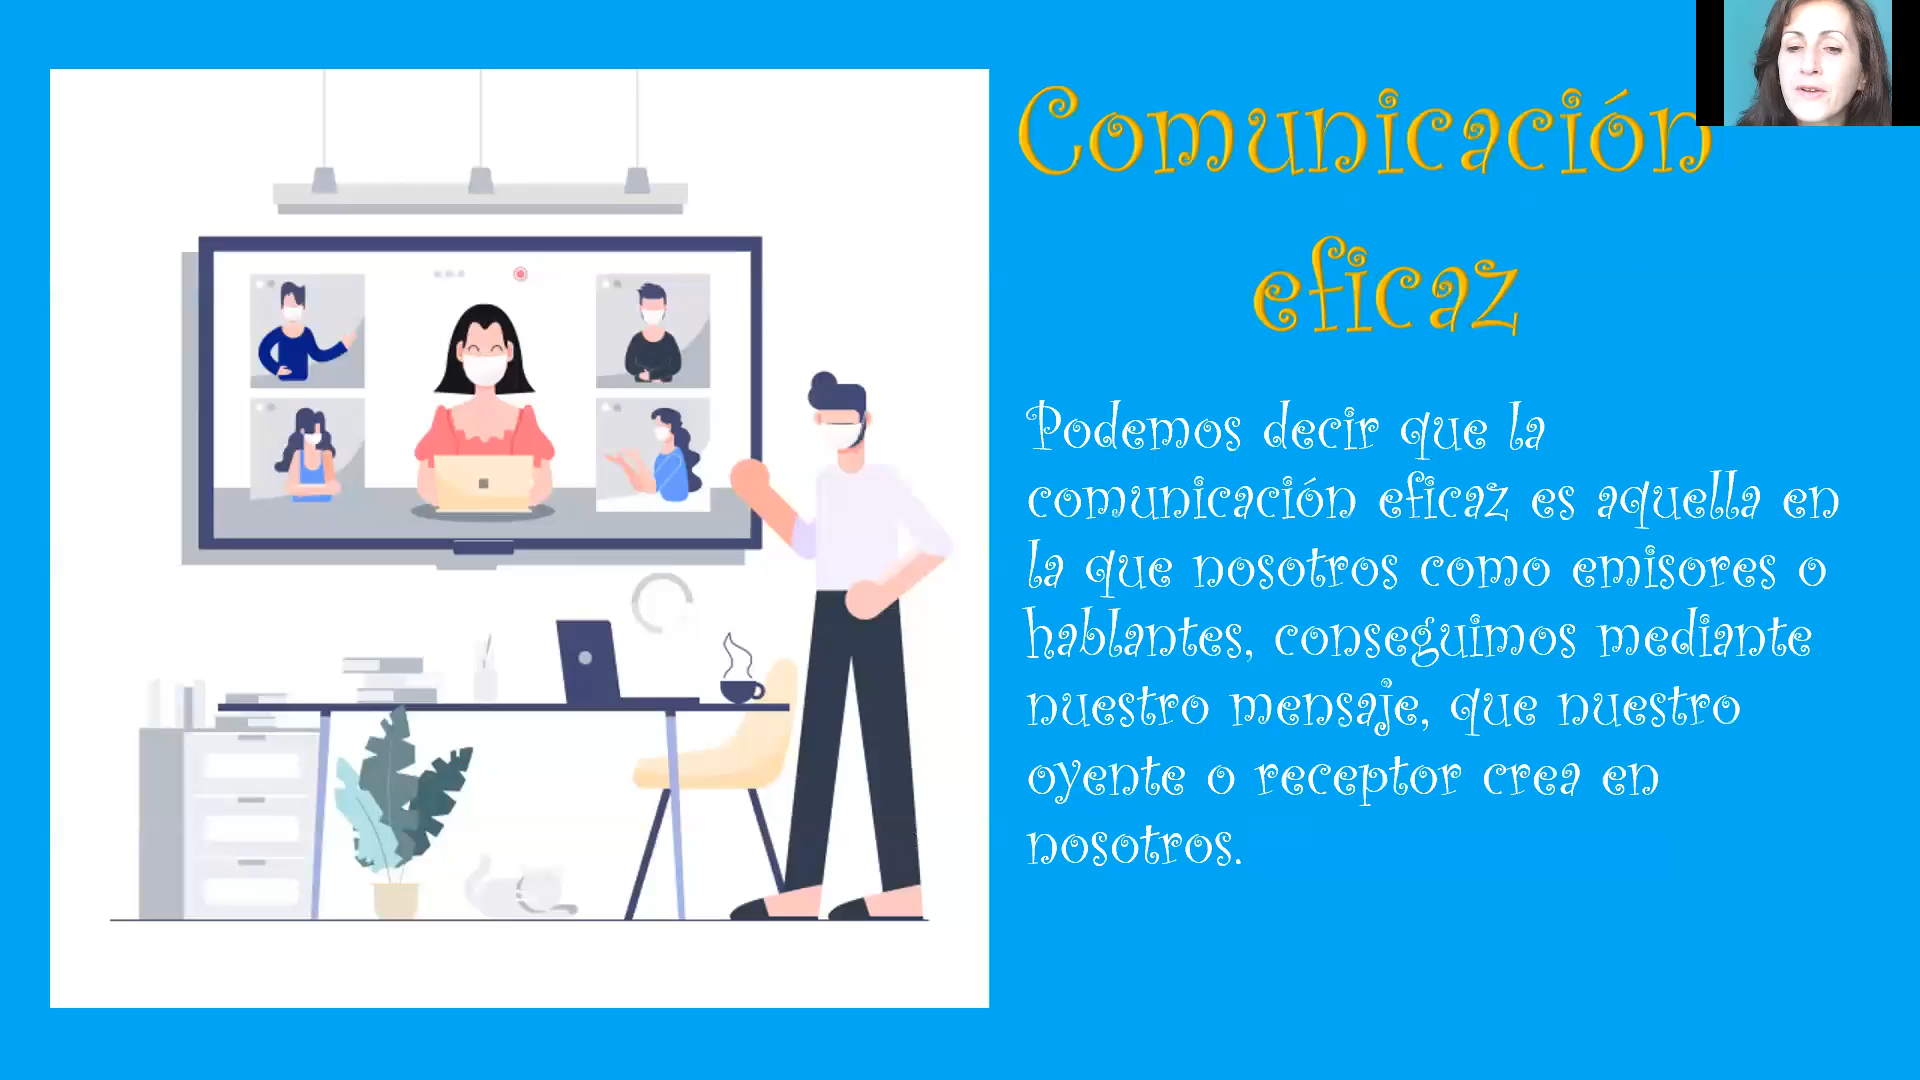 Comunicación
eficaz
Podemos decir que la
comunicación eficaz es aquella en
la que nosotros como emisores o
hablantes, conseguimos mediante
nuestro mensaje, que nuestro
oyente o receptor crea en
nosotros.